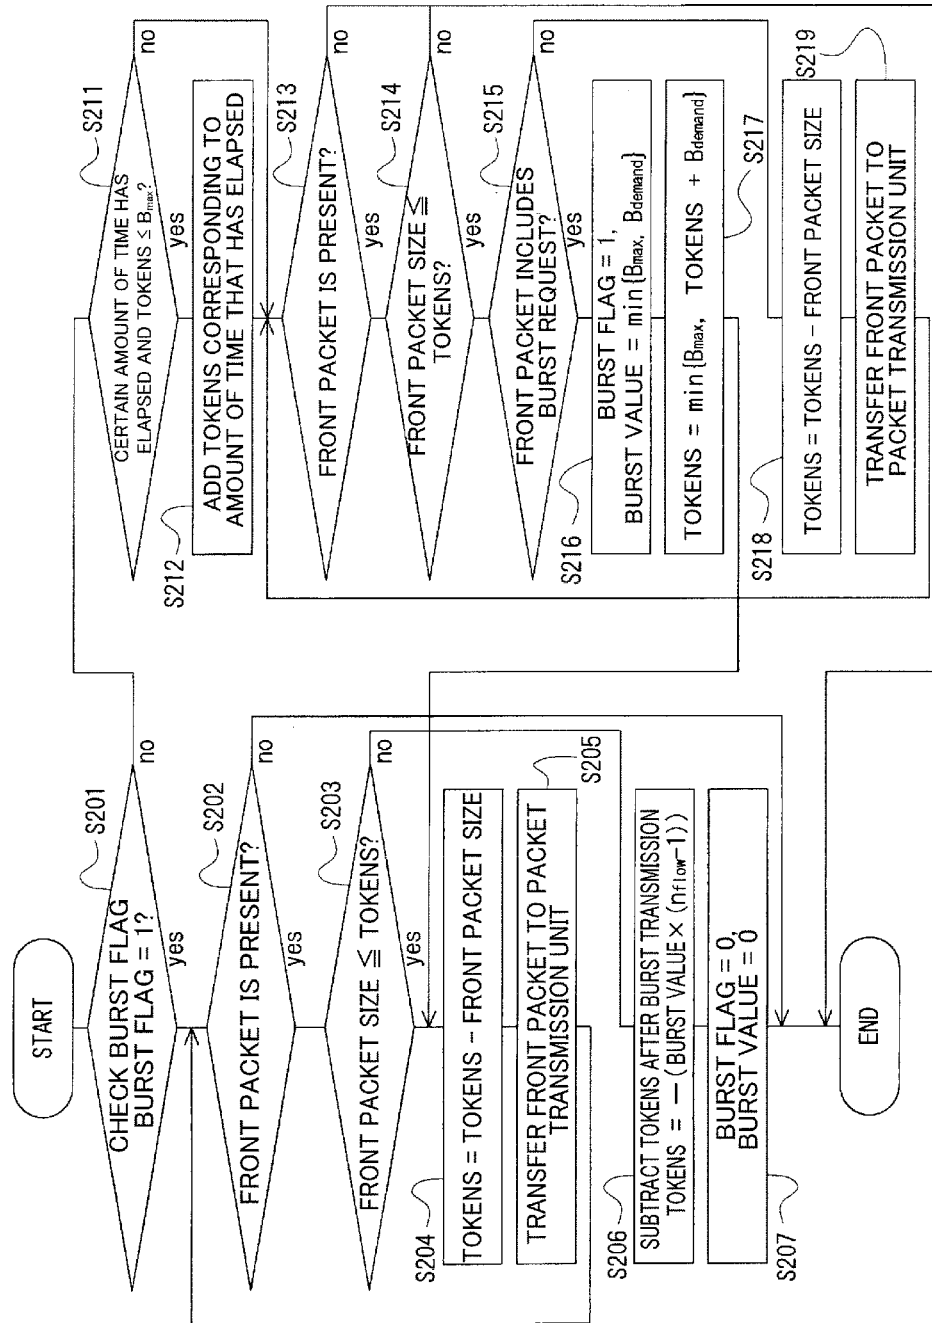 START
S201
CHECK BURST FLAG
BURST FLAG = 1?
no
yes
S202
FRONT PACKET IS PRESENT?
no
yes
S203
FRONT PACKET SIZE ≦ TOKENS?
no
yes
S204
TOKENS = TOKENS − FRONT PACKET SIZE
S205
TRANSFER FRONT PACKET TO PACKET
TRANSMISSION UNIT
S206
SUBTRACT TOKENS AFTER BURST TRANSMISSION
TOKENS = −(BURST VALUE×(nflow-1))
S207
BURST FLAG = 0,
BURST VALUE = 0
END
S211
CERTAIN AMOUNT OF TIME HAS
ELAPSED AND TOKENS ≤ Bmax?
no
yes
S212
ADD TOKENS CORRESPONDING TO
AMOUNT OF TIME THAT HAS ELAPSED
S213
FRONT PACKET IS PRESENT?
no
yes
S214
FRONT PACKET SIZE ≦
TOKENS?
no
yes
S215
FRONT PACKET INCLUDES
BURST REQUEST?
no
yes
S216
BURST FLAG = 1,
BURST VALUE = min{Bmax, Bdemand}
TOKENS = min{Bmax, TOKENS + Bdemand}
S217
S218
TOKENS = TOKENS − FRONT PACKET SIZE
S219
TRANSFER FRONT PACKET TO
PACKET TRANSMISSION UNIT